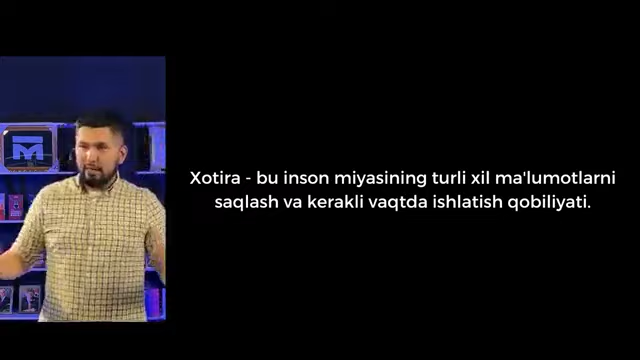 Xotira - bu inson miyasining turli xil ma'lumotlarni
saqlash va kerakli vaqtda ishlatish qobiliyati.